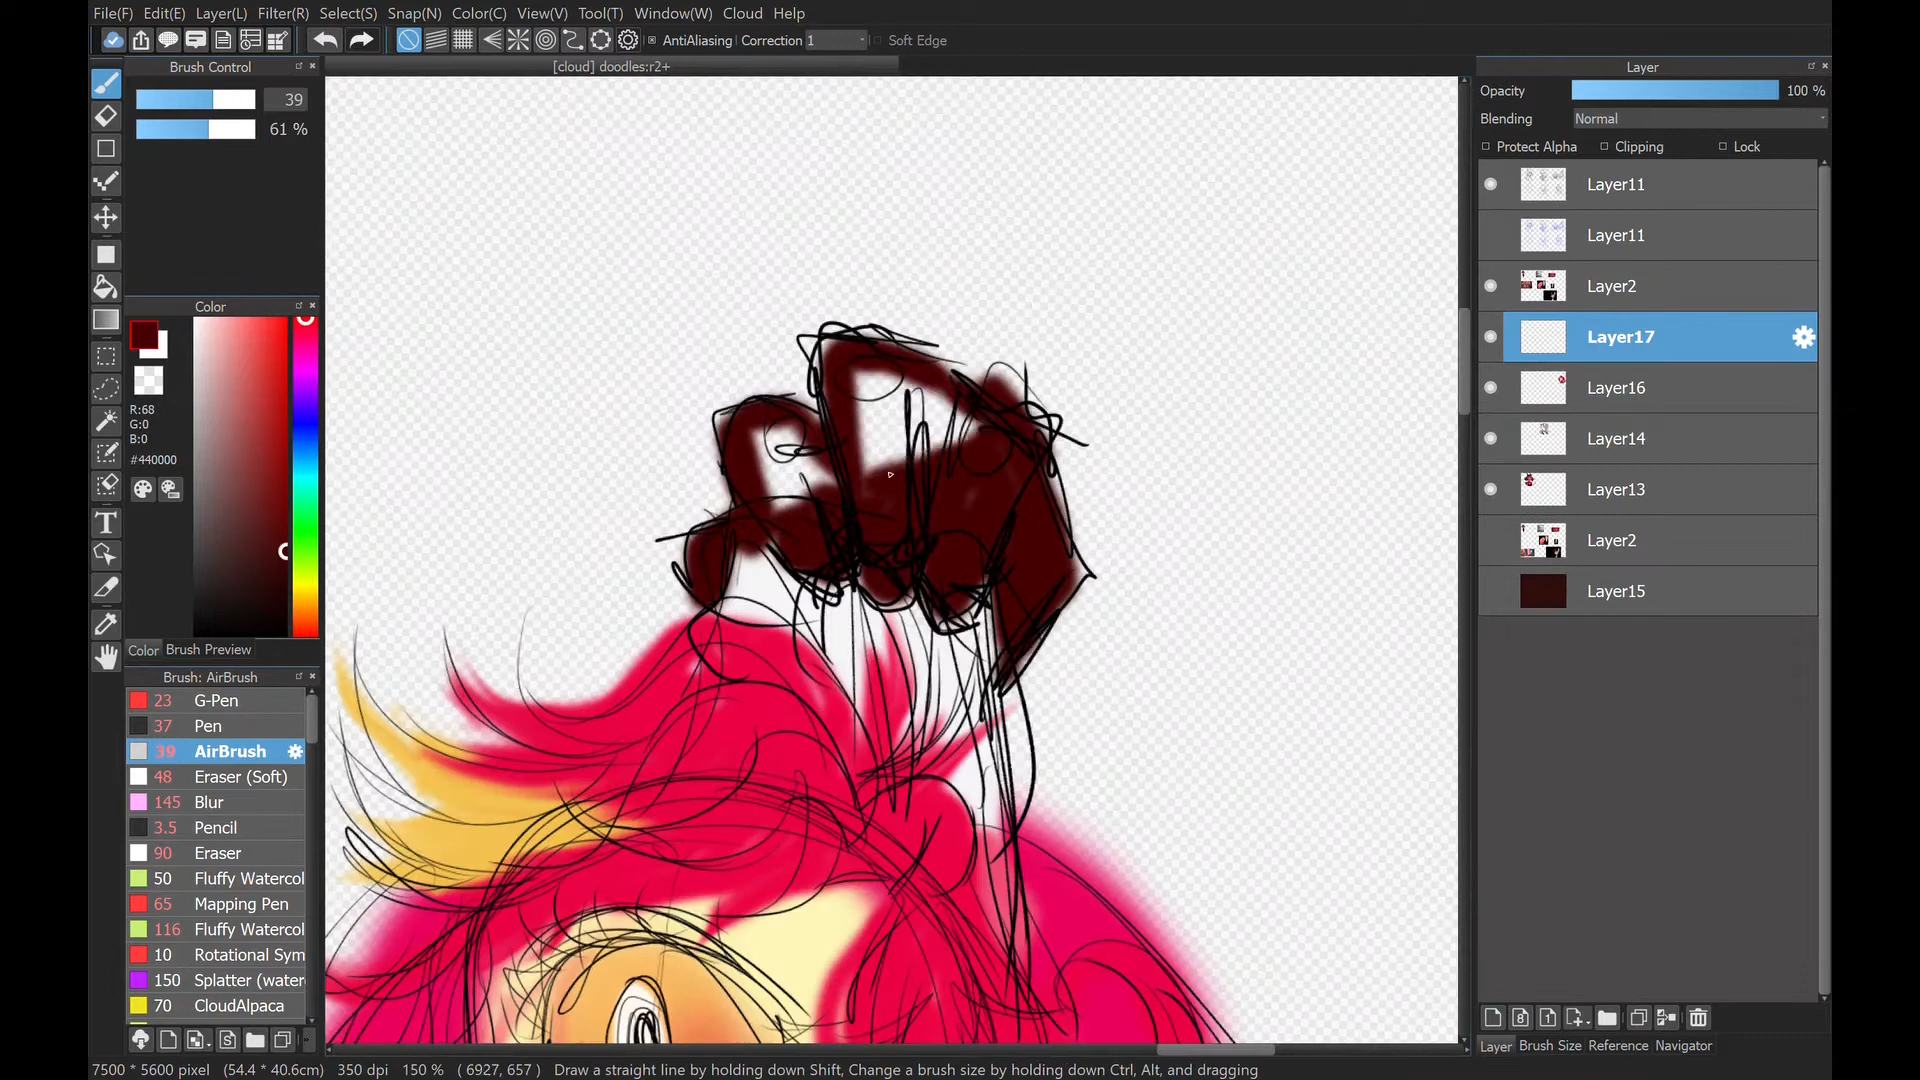 File(F) Edit(E) Layer(L) Filter(R) Select(S) Snap(N) Color(C) View(V) Tool(T) Window(W) Cloud Help
AntiAliasing Correction 1 Soft Edge
Brush Control
[cloud] doodles:r2+
Layer
39
61 %
Opacity 100 %
Blending Normal
Protect Alpha Clipping Lock
Layer11
Layer11
Layer2
Layer17
Layer16
Layer14
Layer13
Layer2
Layer15
Color
R:68
G:0
B:0
#440000
Color Brush Preview
Brush: AirBrush
23 G-Pen
37 Pen
39 AirBrush
48 Eraser (Soft)
145 Blur
3.5 Pencil
90 Eraser
50 Fluffy Watercol
65 Mapping Pen
116 Fluffy Watercol
10 Rotational Sym
150 Splatter (water
70 CloudAlpaca
Layer Brush Size Reference Navigator
7500 * 5600 pixel (54.4 * 40.6cm) 350 dpi 150 % ( 6927, 657 ) Draw a straight line by holding down Shift, Change a brush size by holding down Ctrl, Alt, and dragging